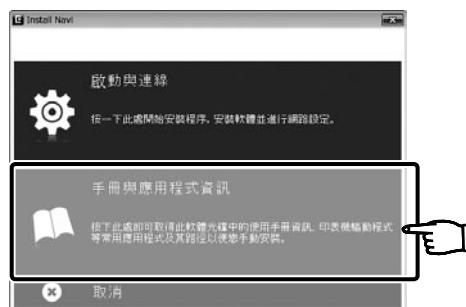 Install Navi
啟動與連線
按一下此處開始安裝程序、安裝軟體並進行網路設定。
手冊與應用程式資訊
按下此處即可取得此軟體光碟中的使用手冊資訊、印表機驅動程式
等常用應用程式及其路徑以便您手動安裝。
取消